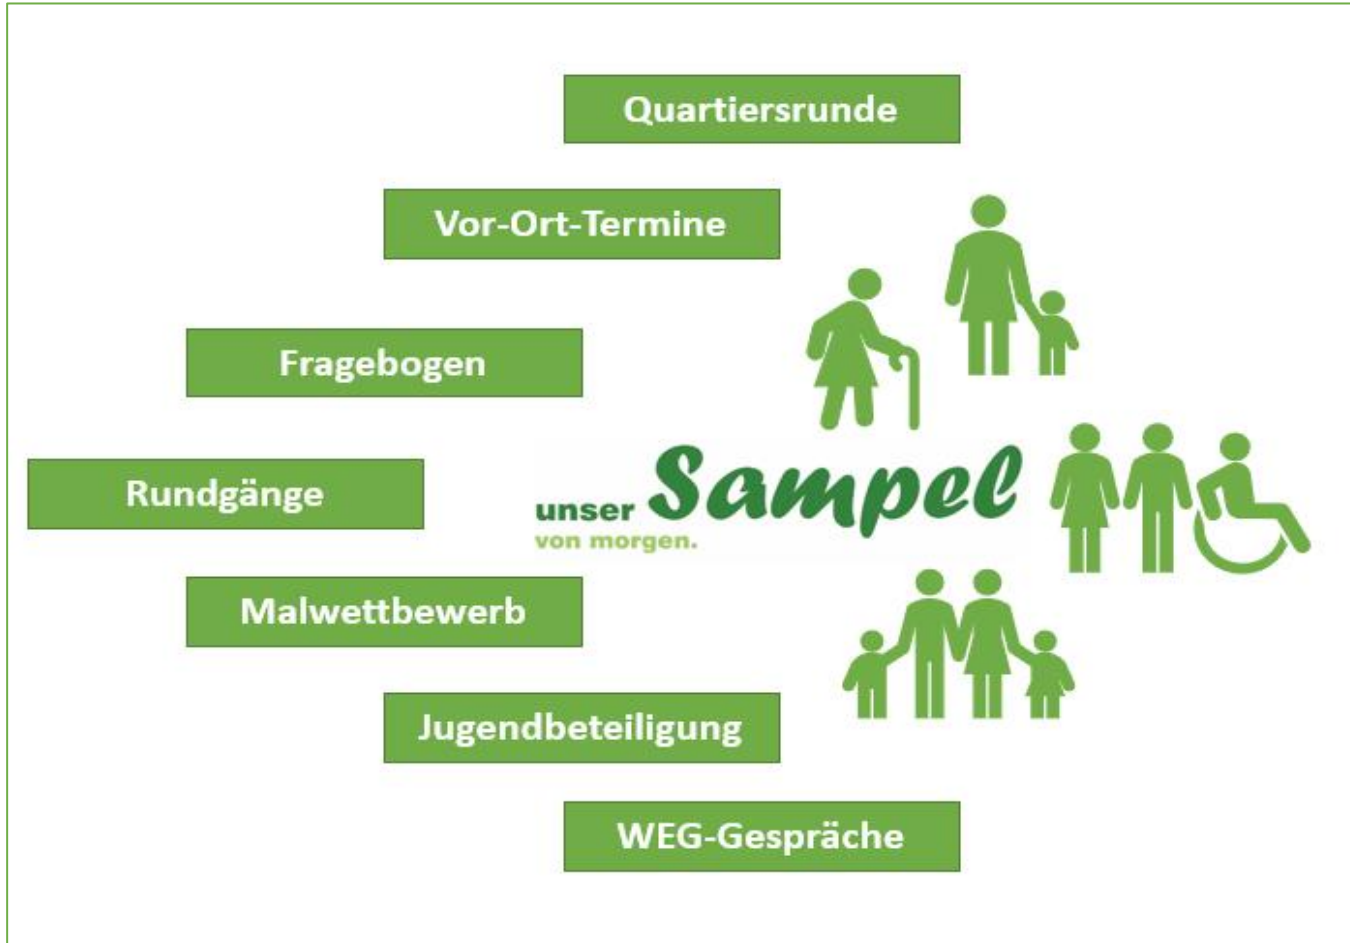 Quartiersrunde
Vor-Ort-Termine
Fragebogen
Rundgänge
unser Sampel
von morgen.
Malwettbewerb
Jugendbeteiligung
WEG-Gespräche